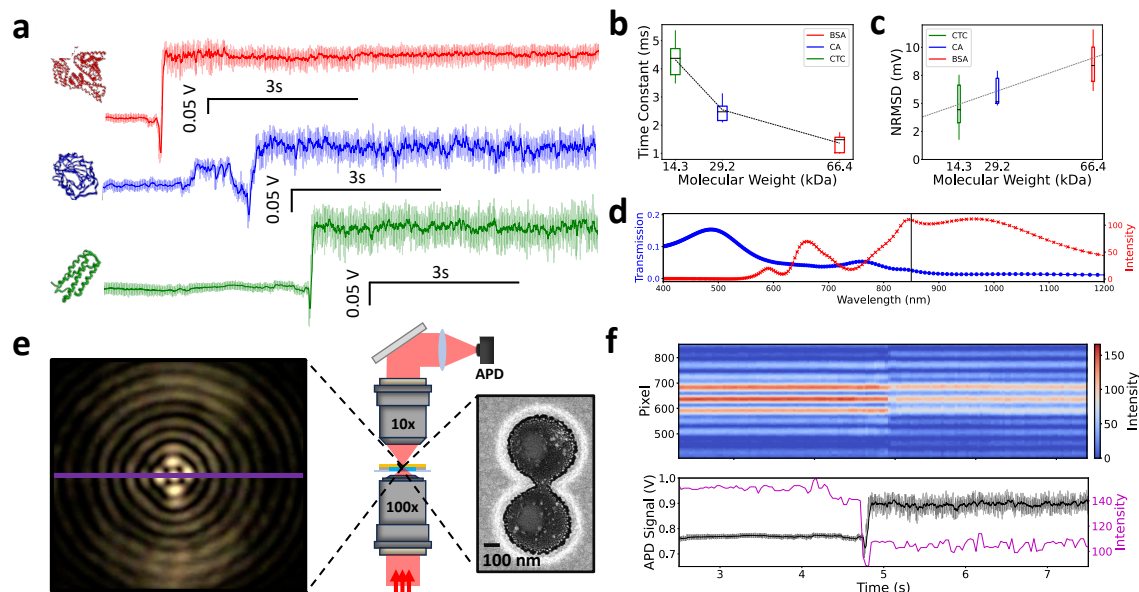 a
0.05 V
3s
0.05 V
3s
0.05 V
3s
b
Time Constant (ms)
5
4
3
2
1
BSA
CA
CTC
14.3
29.2
66.4
Molecular Weight (kDa)
c
NRMSD (mV)
10
8
5
2
0
CTC
CA
BSA
14.3
29.2
66.4
Molecular Weight (kDa)
d
Transmission
0.2
0.1
0.0
400
500
600
700
800
900
1000
1100
1200
Wavelength (nm)
100
50
0
Intensity
e
APD
10x
100x
100 nm
f
Pixel
800
700
600
500
150
100
50
0
Intensity
APD Signal (V)
1.0
0.9
0.8
0.7
3
4
5
6
7
Time (s)
140
120
100
Intensity